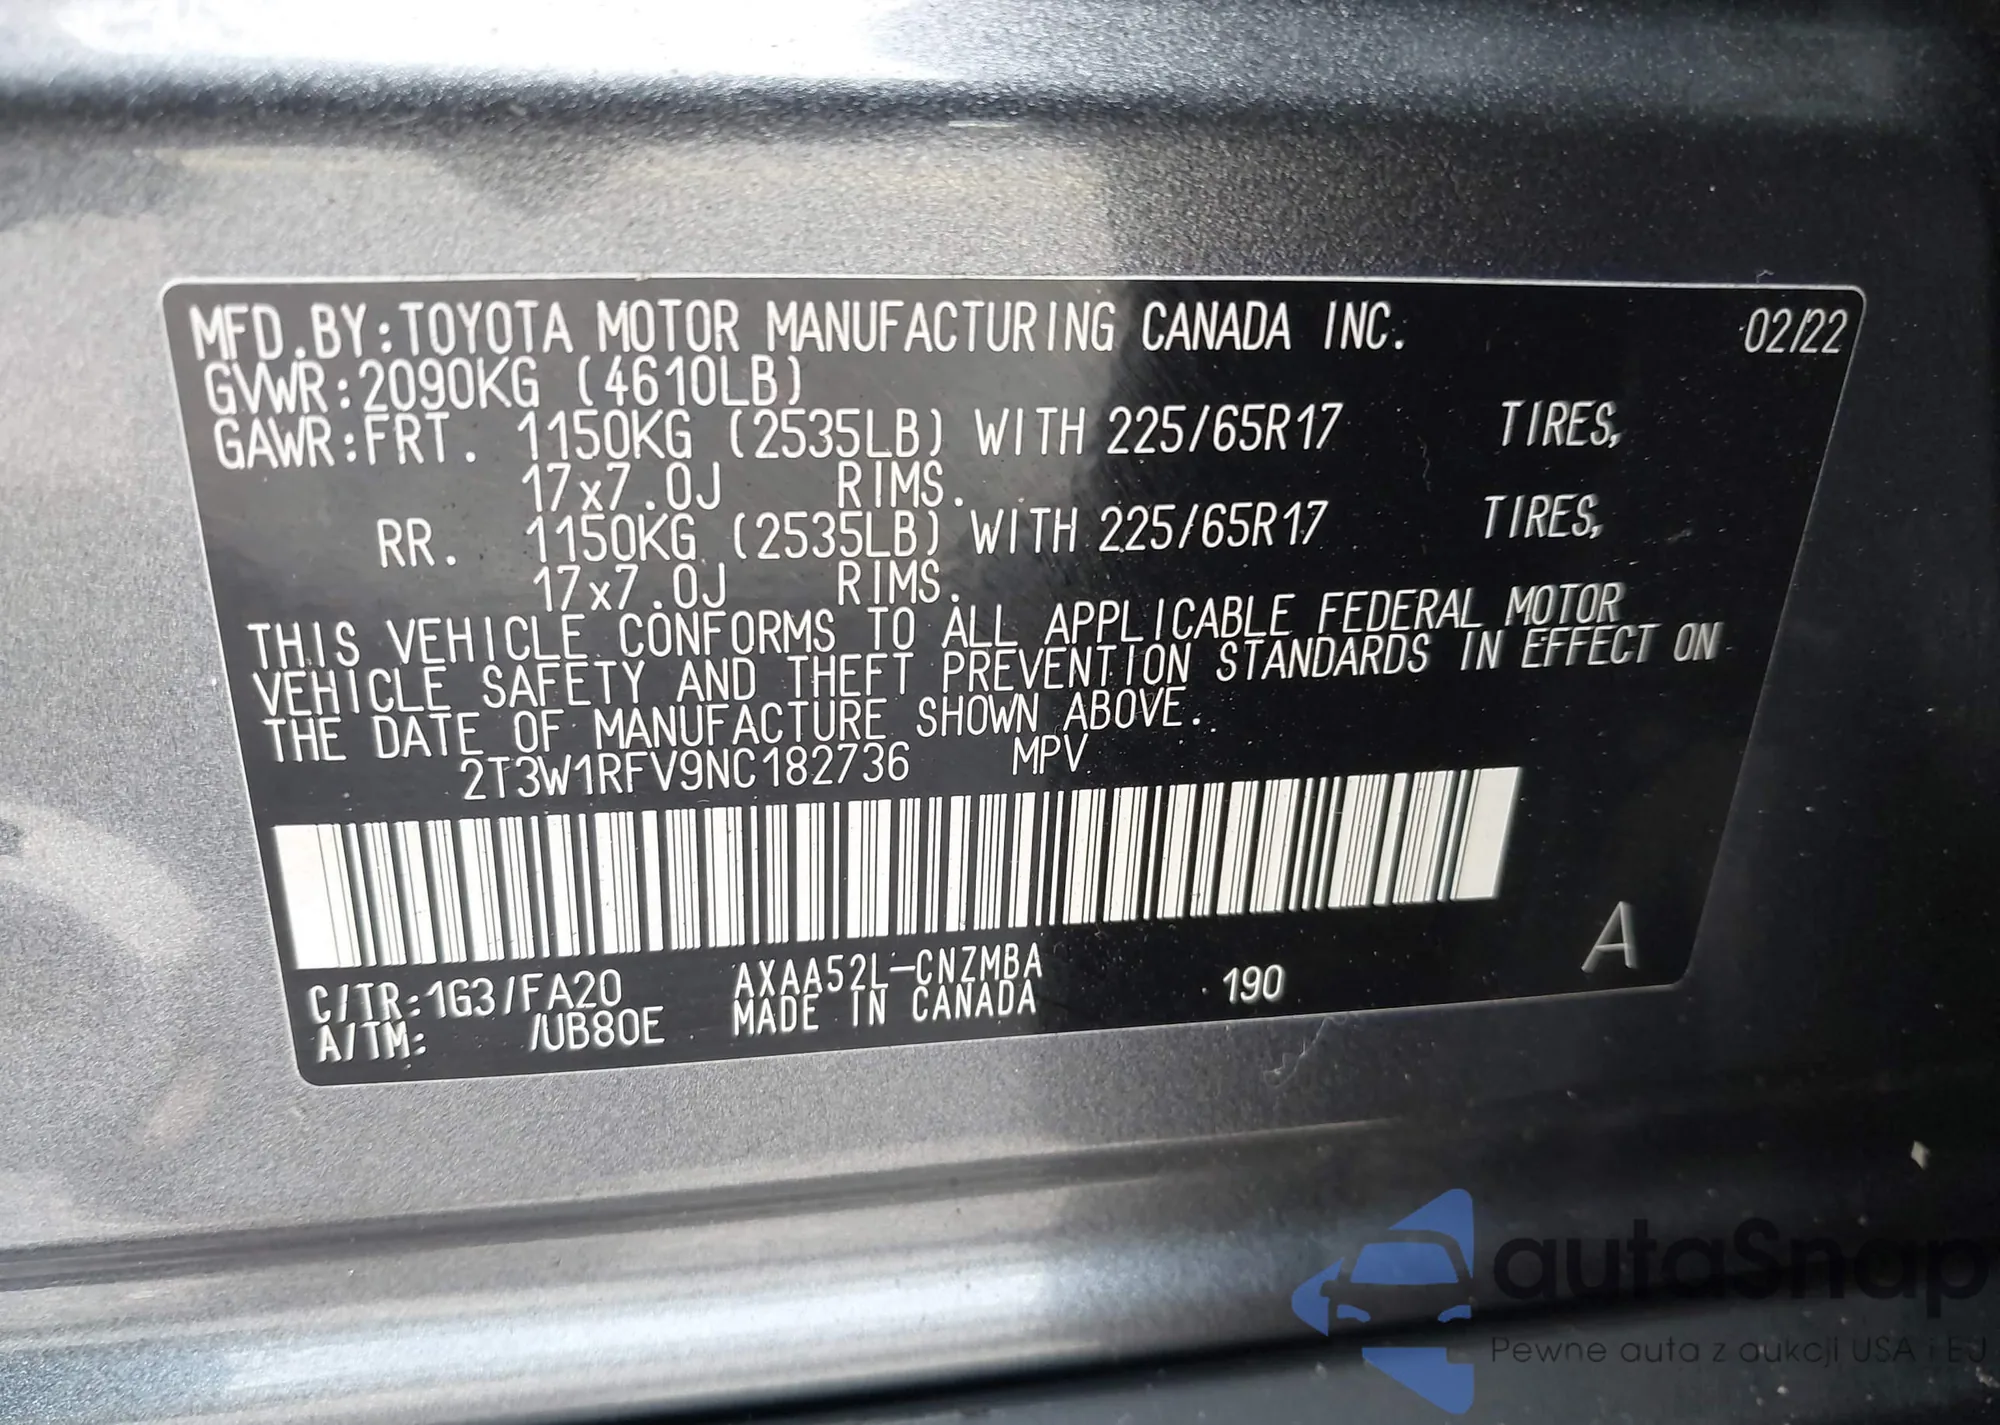 MFD.BY:TOYOTA MOTOR MANUFACTURING CANADA INC. 02/22
GVWR:2090KG (4610LB)
GAWR:FRT. 1150KG (2535LB) WITH 225/65R17 TIRES,
17x7.0J RIMS.
RR. 1150KG (2535LB) WITH 225/65R17 TIRES,
17x7.0J RIMS.
THIS VEHICLE CONFORMS TO ALL APPLICABLE FEDERAL MOTOR
VEHICLE SAFETY AND THEFT PREVENTION STANDARDS IN EFFECT ON
THE DATE OF MANUFACTURE SHOWN ABOVE.
2T3W1RFV9NC182736 MPV
A
C/TR:1G3/FA20 AXAA52L-CNZMBA 190
A/TM: /UB80E MADE IN CANADA
autaSnap
Pewne auta z aukcji USA i EU